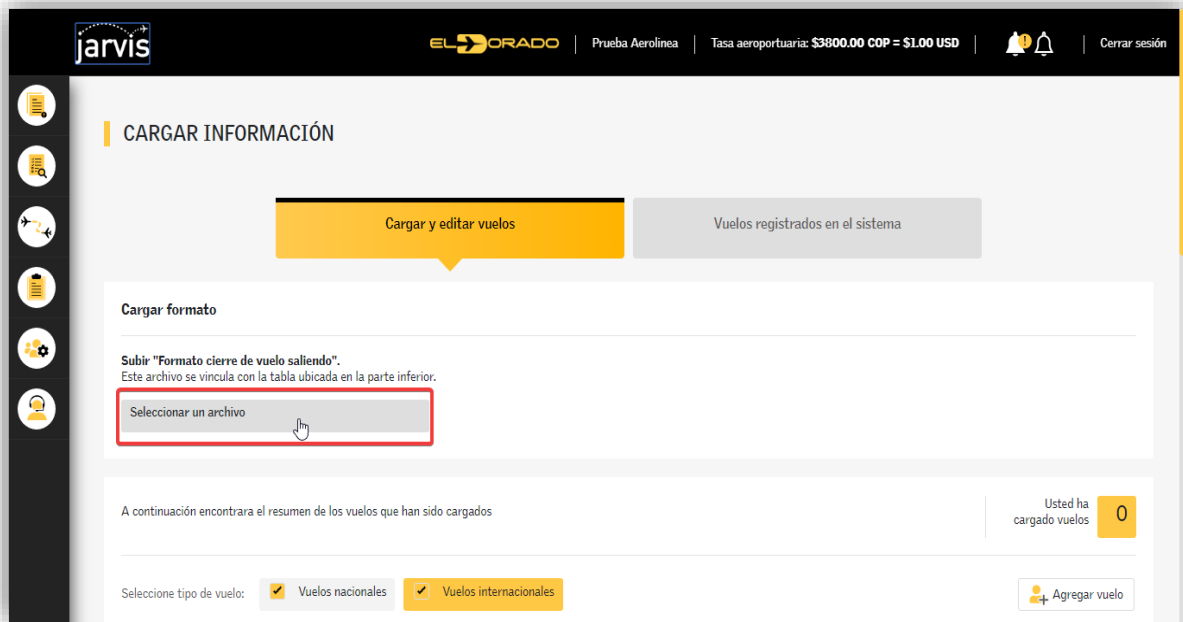 jarvis
EL DORADO
Prueba Aerolinea
Tasa aeroportuaria: $3800.00 COP = $1.00 USD
Cerrar sesión
CARGAR INFORMACIÓN
Cargar y editar vuelos
Vuelos registrados en el sistema
Cargar formato
Subir "Formato cierre de vuelo saliendo".
Este archivo se vincula con la tabla ubicada en la parte inferior.
Seleccionar un archivo
A continuación encontrara el resumen de los vuelos que han sido cargados
Usted ha
cargado vuelos
0
Seleccione tipo de vuelo:
Vuelos nacionales
Vuelos internacionales
Agregar vuelo